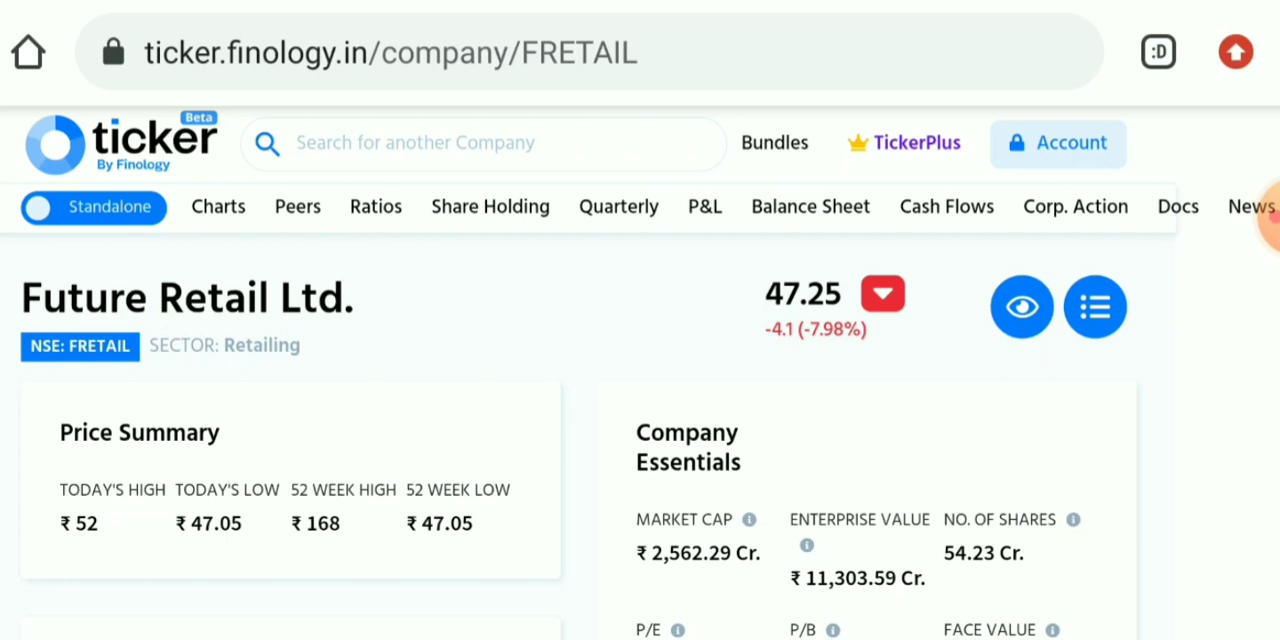 ticker.finology.in/company/FRETAIL
:D
ticker Beta
By Finology
Search for another Company
Bundles
TickerPlus
Account
Standalone
Charts
Peers
Ratios
Share Holding
Quarterly
P&L
Balance Sheet
Cash Flows
Corp. Action
Docs
News
Future Retail Ltd.
47.25
-4.1 (-7.98%)
NSE: FRETAIL
SECTOR: Retailing
Price Summary
TODAY'S HIGH TODAY'S LOW 52 WEEK HIGH 52 WEEK LOW
₹ 52 ₹ 47.05 ₹ 168 ₹ 47.05
Company
Essentials
MARKET CAP ENTERPRISE VALUE NO. OF SHARES
₹ 2,562.29 Cr. ₹ 11,303.59 Cr. 54.23 Cr.
P/E P/B FACE VALUE